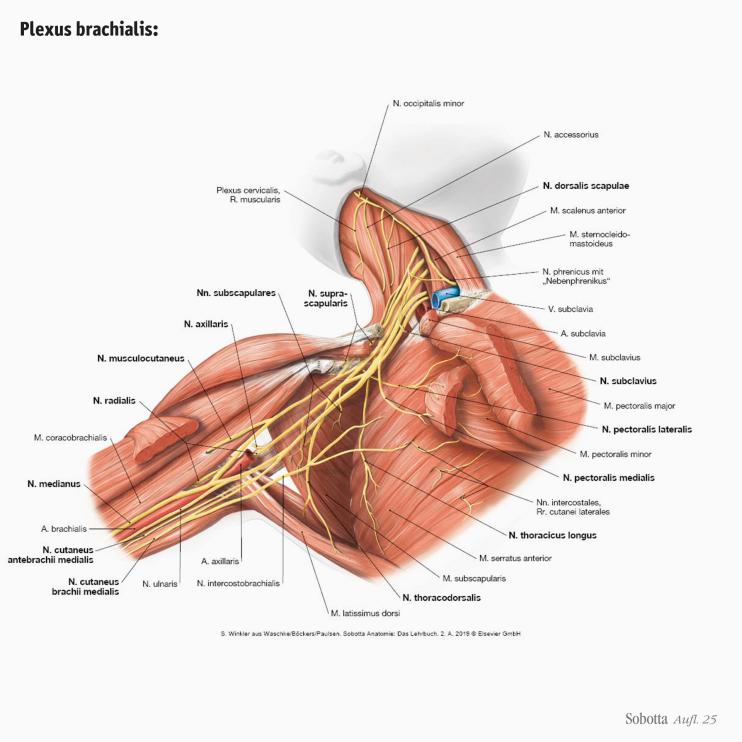 Plexus brachialis:
N. occipitalis minor
N. accessorius
Plexus cervicalis,
R. muscularis
N. dorsalis scapulae
M. scalenus anterior
M. sternocleido-
mastoideus
N. phrenicus mit
„Nebenphrenikus“
Nn. subscapulares
N. supra-
scapularis
V. subclavia
N. axillaris
A. subclavia
N. musculocutaneus
M. subclavius
N. subclavius
N. radialis
M. pectoralis major
N. pectoralis lateralis
M. coracobrachialis
M. pectoralis minor
N. medianus
N. pectoralis medialis
Nn. intercostales,
Rr. cutanei laterales
A. brachialis
N. thoracicus longus
N. cutaneus
antebrachii medialis
M. serratus anterior
A. axillaris
M. subscapularis
N. cutaneus
brachii medialis
N. ulnaris
N. intercostobrachialis
N. thoracodorsalis
M. latissimus dorsi
S. Winkler aus Waschke/Böckers/Paulsen. Sobotta Anatomie: Das Lehrbuch. 2. A. 2019 © Elsevier GmbH
Sobotta Aufl. 25